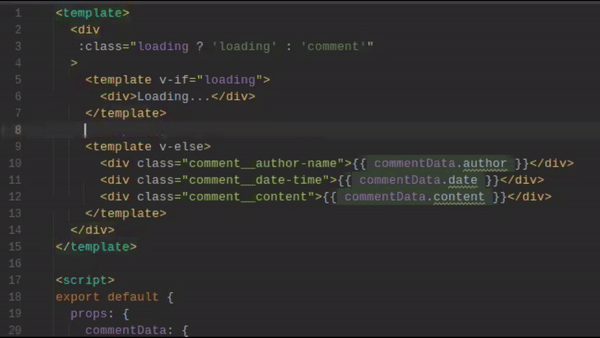 1 <template>
2 <div
3 :class="loading ? 'loading' : 'comment'"
4 >
5 <template v-if="loading">
6 <div>Loading...</div>
7 </template>
8
9 <template v-else>
10 <div class="comment__author-name">{{ commentData.author }}</div>
11 <div class="comment__date-time">{{ commentData.date }}</div>
12 <div class="comment__content">{{ commentData.content }}</div>
13 </template>
14 </div>
15 </template>
16
17 <script>
18 export default {
19 props: {
20 commentData: {